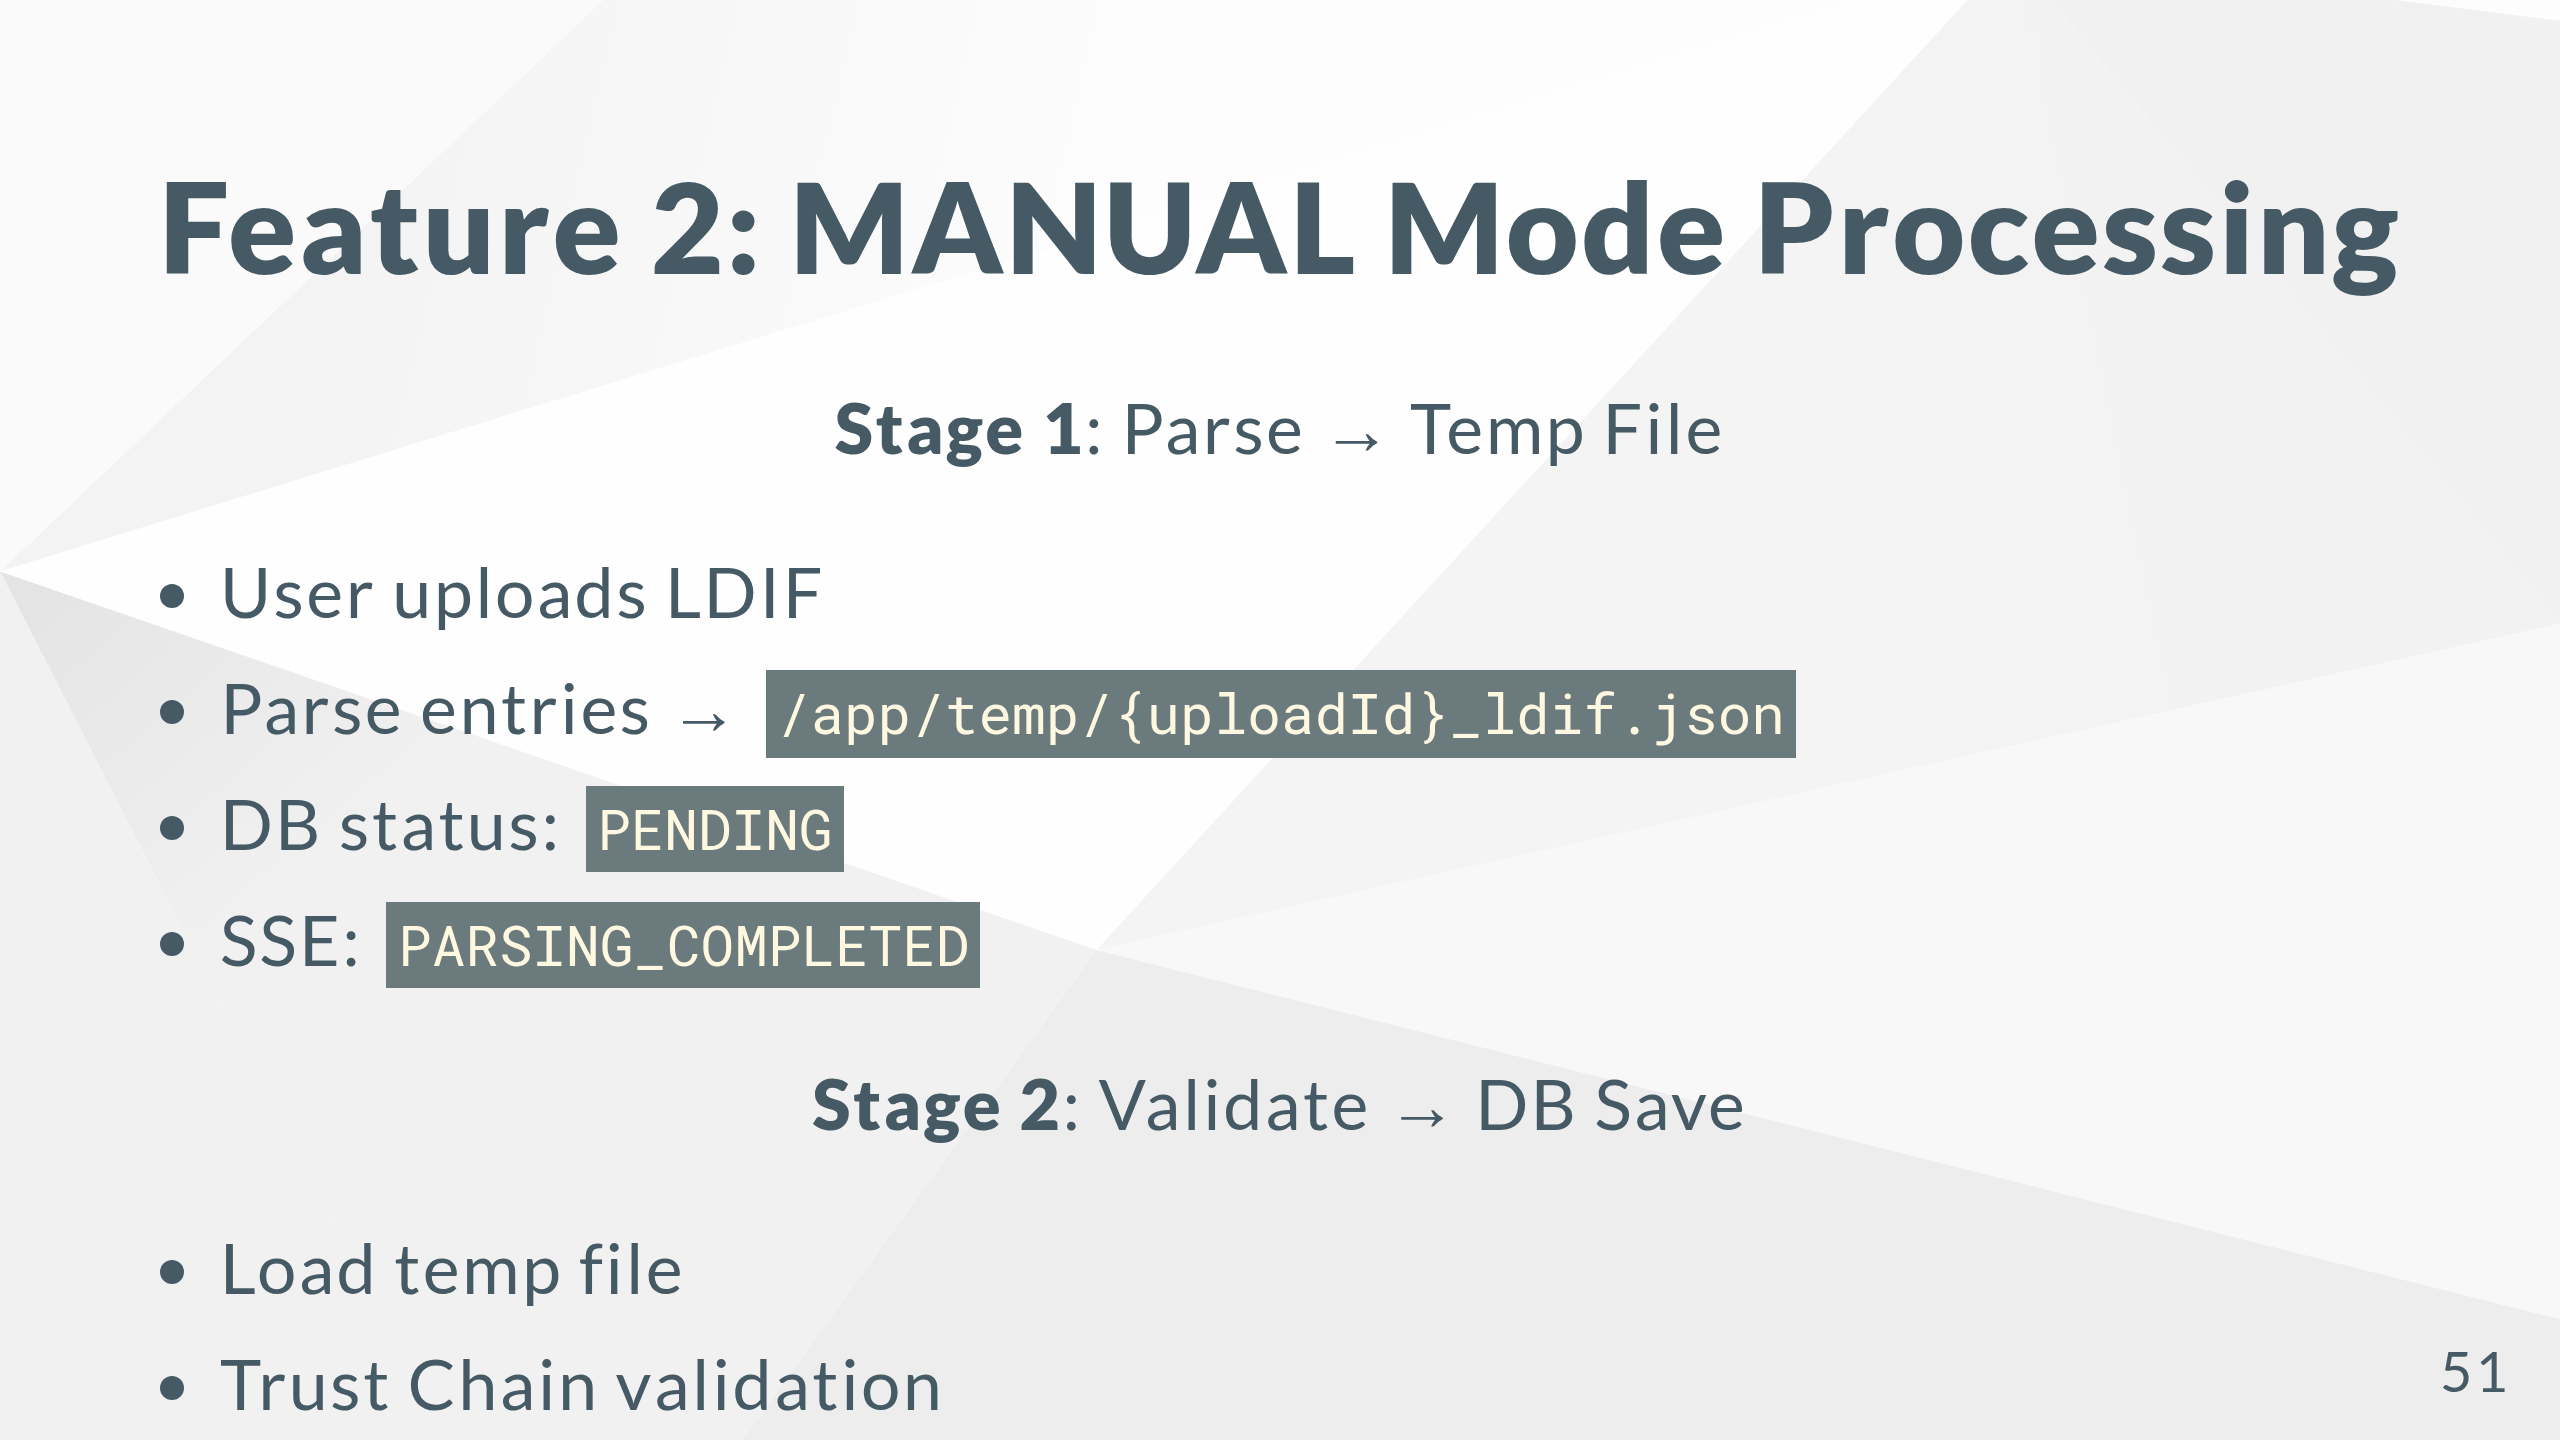 Feature 2: MANUAL Mode Processing
Stage 1: Parse → Temp File
• User uploads LDIF
• Parse entries → /app/temp/{uploadId}_ldif.json
• DB status: PENDING
• SSE: PARSING_COMPLETED
Stage 2: Validate → DB Save
• Load temp file
• Trust Chain validation
51